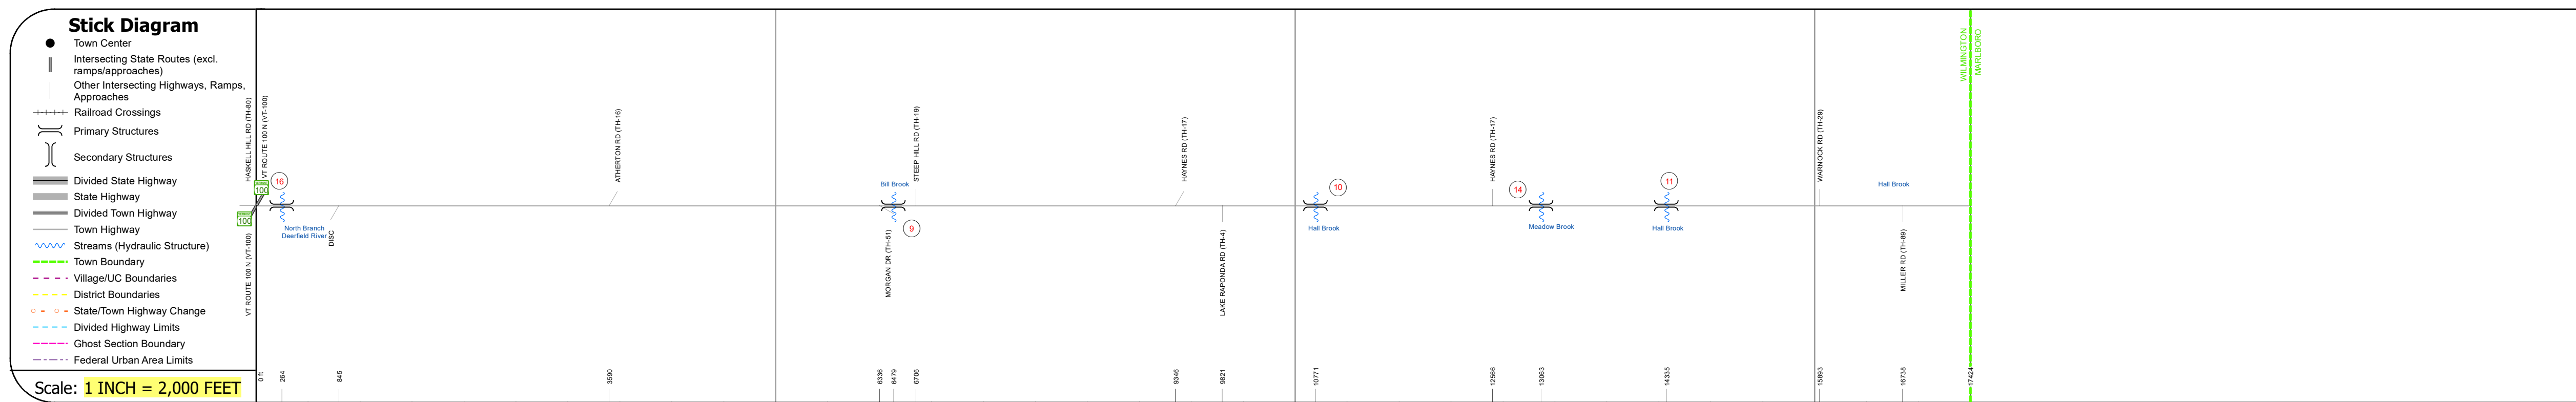 Stick Diagram
Town Center
Intersecting State Routes (excl.
ramps/approaches)
Other Intersecting Highways, Ramps,
Approaches
Railroad Crossings
Primary Structures
Secondary Structures
Divided State Highway
State Highway
Divided Town Highway
Town Highway
Streams (Hydraulic Structure)
Town Boundary
Village/UC Boundaries
District Boundaries
State/Town Highway Change
Divided Highway Limits
Ghost Section Boundary
Federal Urban Area Limits
Scale: 1 INCH = 2,000 FEET
HASKELL HILL RD (TH-80)
VT ROUTE 100 N (VT-100)
100
100
VT ROUTE 100 N (VT-100)
16
North Branch
Deerfield River
DISC
ATHERTON RD (TH-16)
Bill Brook
STEEP HILL RD (TH-19)
9
MORGAN DR (TH-51)
HAYNES RD (TH-17)
LAKE RAPONDA RD (TH-4)
10
Hall Brook
HAYNES RD (TH-17)
14
Meadow Brook
11
Hall Brook
WARNOCK RD (TH-29)
Hall Brook
MILLER RD (TH-89)
WILMINGTON
MARLBORO
0 ft
264
845
3590
6336
6479
6706
9346
9821
10771
12566
13063
14335
15893
16738
17424